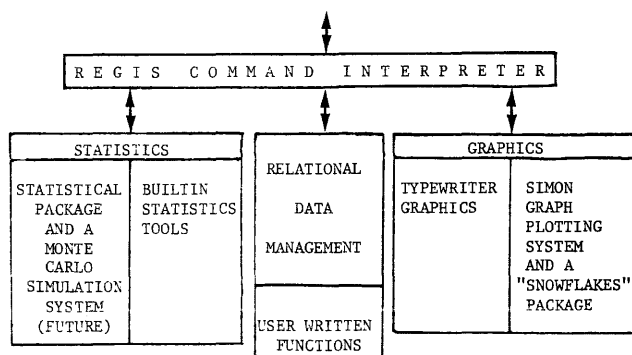 REGIS COMMAND INTERPRETER
STATISTICS
STATISTICAL
PACKAGE
AND A
MONTE
CARLO
SIMULATION
SYSTEM
(FUTURE)
BUILTIN
STATISTICS
TOOLS
RELATIONAL
DATA
MANAGEMENT
USER WRITTEN
FUNCTIONS
GRAPHICS
TYPEWRITER
GRAPHICS
SIMON
GRAPH
PLOTTING
SYSTEM
AND A
"SNOWFLAKES"
PACKAGE